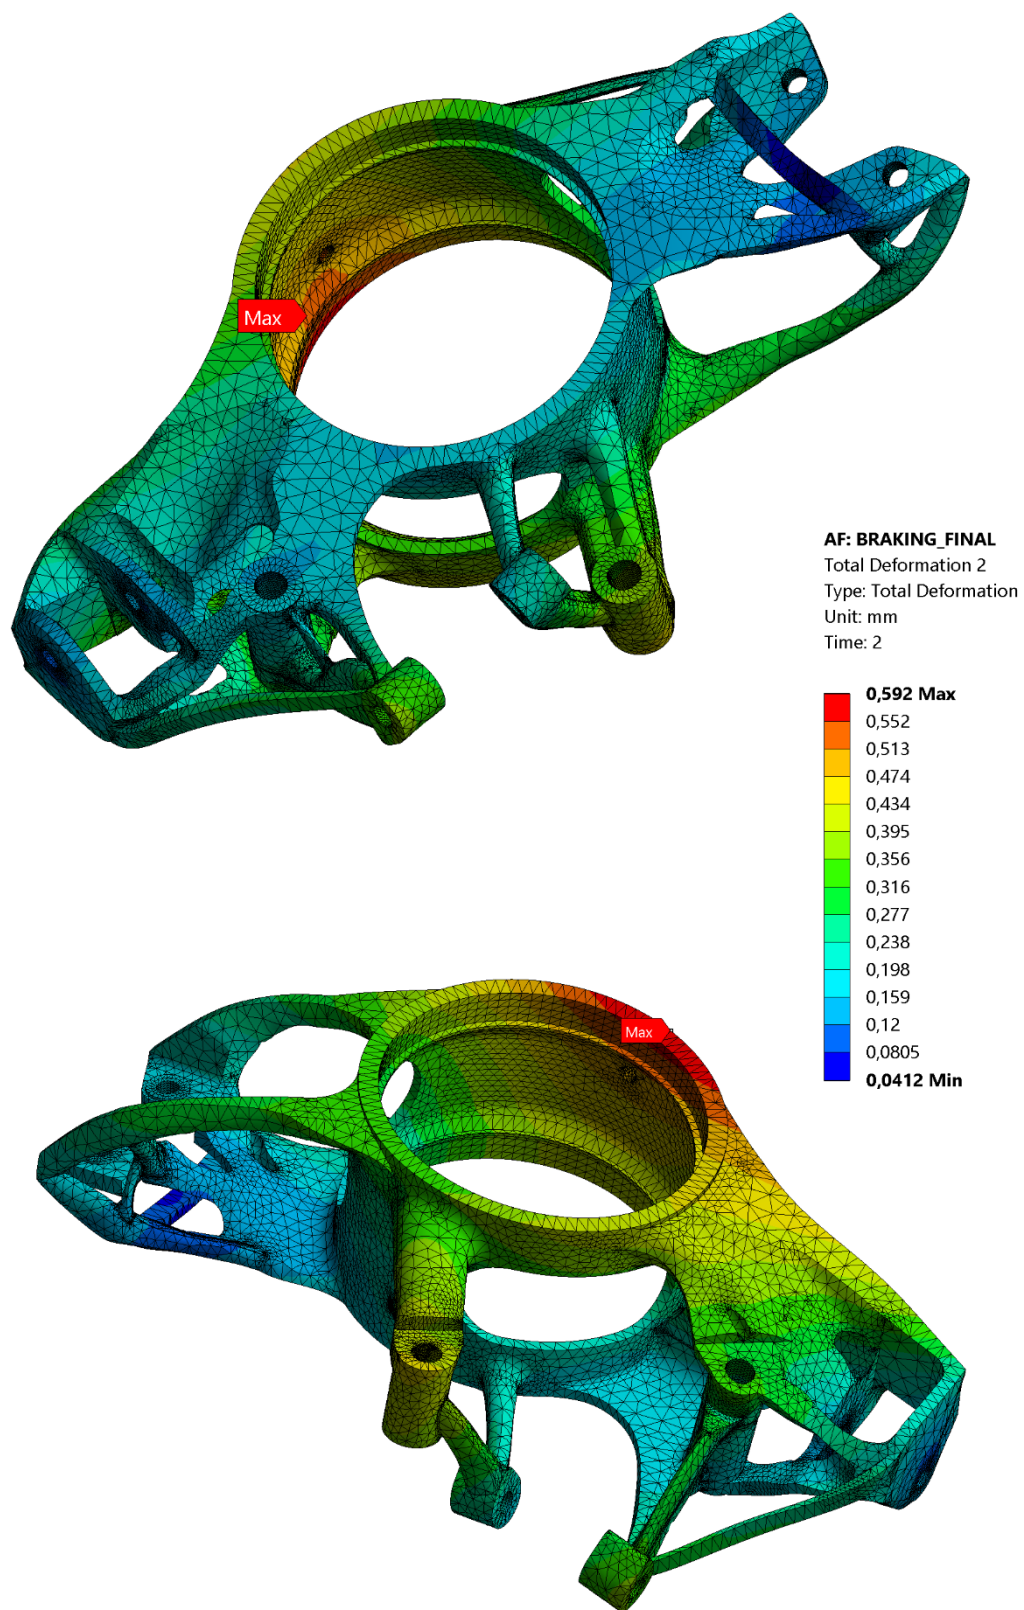 Max
AF: BRAKING_FINAL
Total Deformation 2
Type: Total Deformation
Unit: mm
Time: 2
0,592 Max
0,552
0,513
0,474
0,434
0,395
0,356
0,316
0,277
0,238
0,198
0,159
0,12
0,0805
0,0412 Min
Max